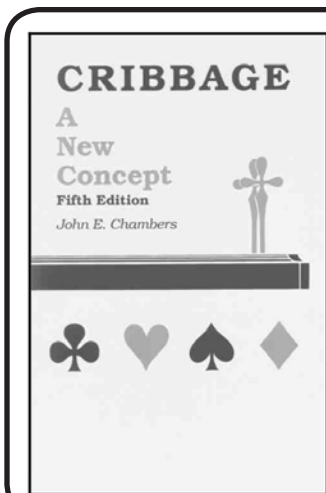 CRIBBAGE
A
New
Concept
Fifth Edition
John E. Chambers